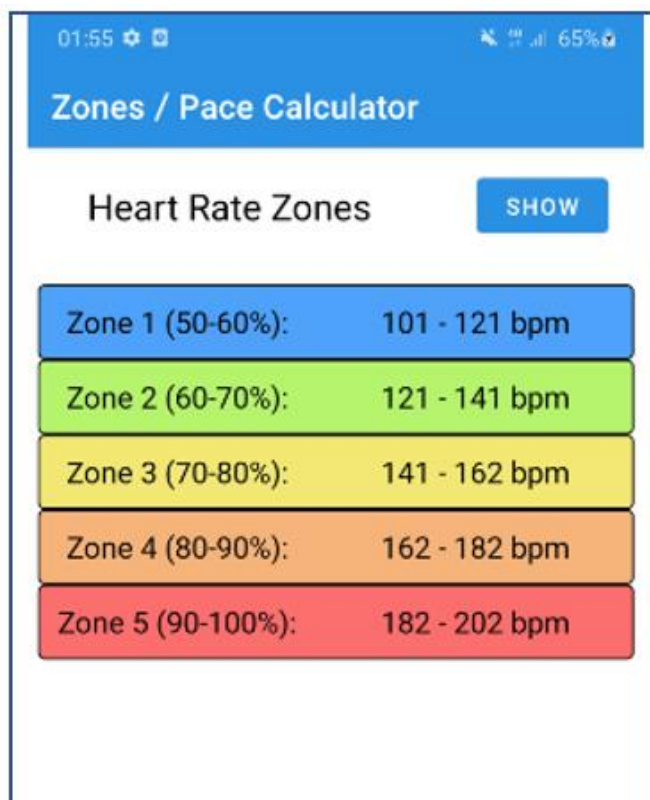 01:55 65%
Zones / Pace Calculator
Heart Rate Zones SHOW
Zone 1 (50-60%): 101 - 121 bpm
Zone 2 (60-70%): 121 - 141 bpm
Zone 3 (70-80%): 141 - 162 bpm
Zone 4 (80-90%): 162 - 182 bpm
Zone 5 (90-100%): 182 - 202 bpm